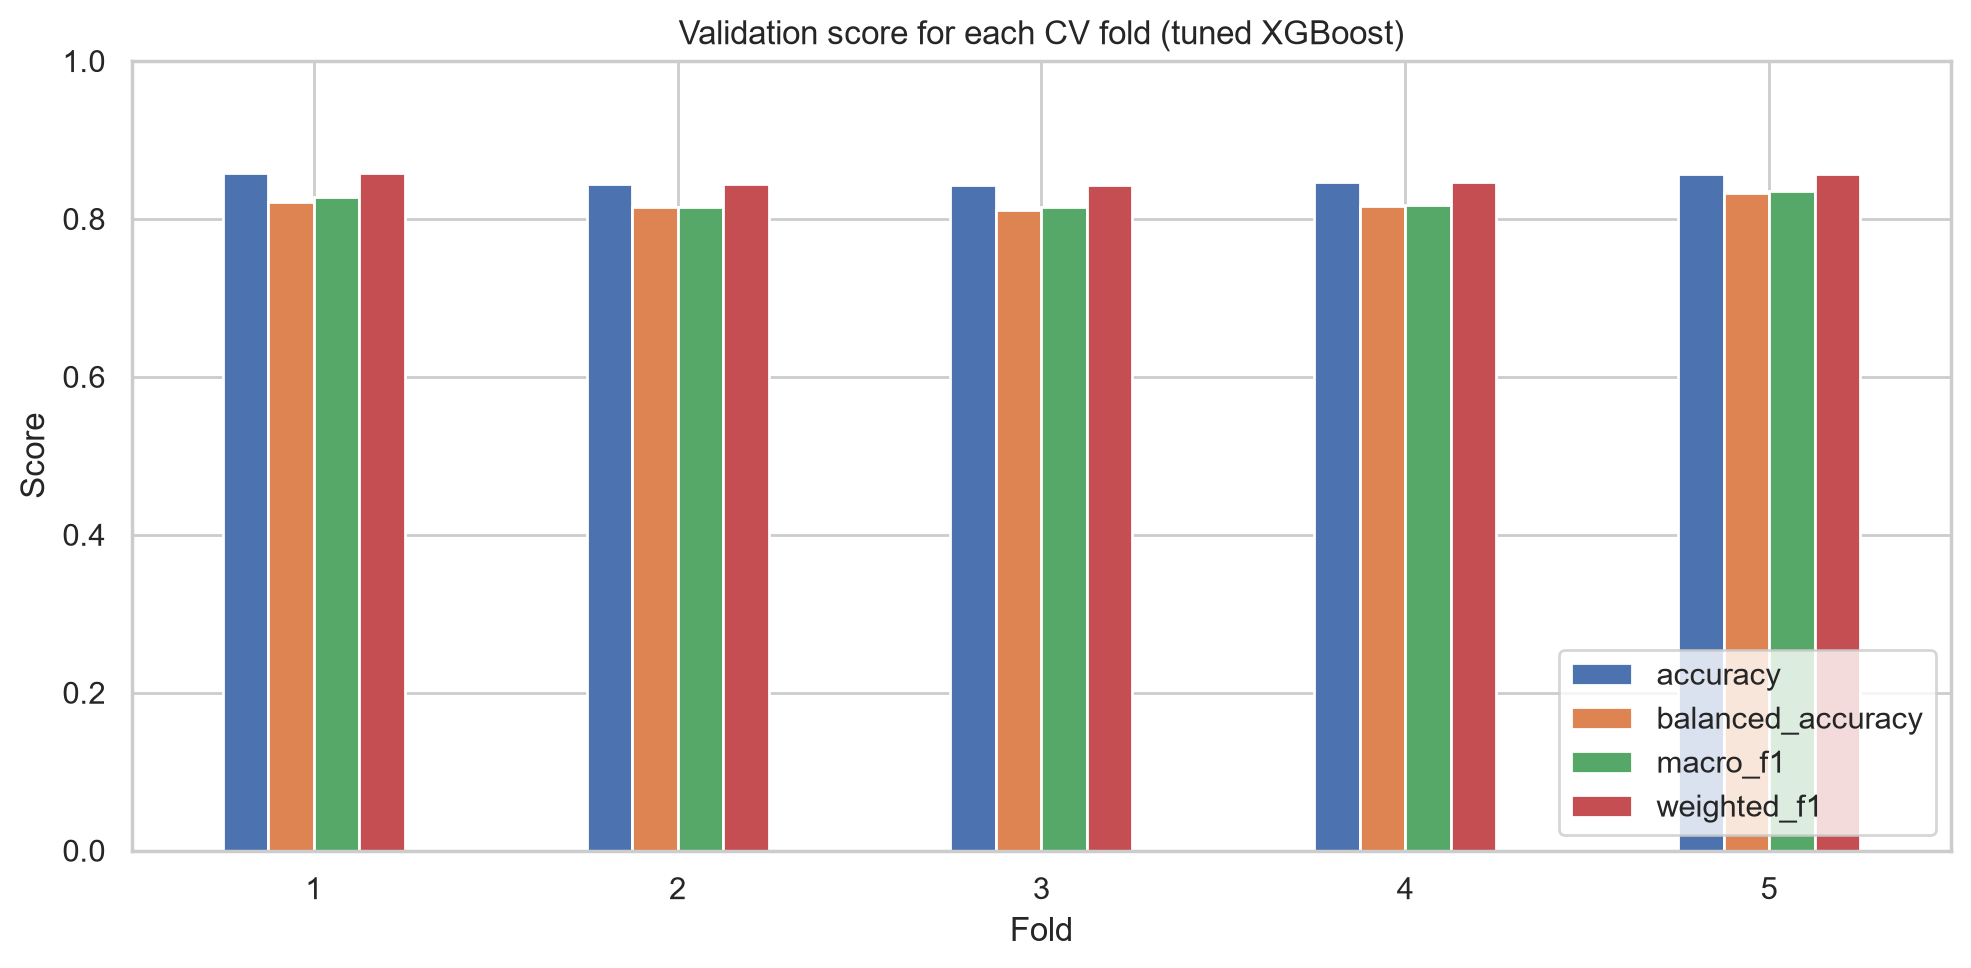 Validation score for each CV fold (tuned XGBoost)
1.0
0.8
0.6
0.4
0.2
0.0
Score
1 2 3 4 5
Fold
accuracy
balanced_accuracy
macro_f1
weighted_f1